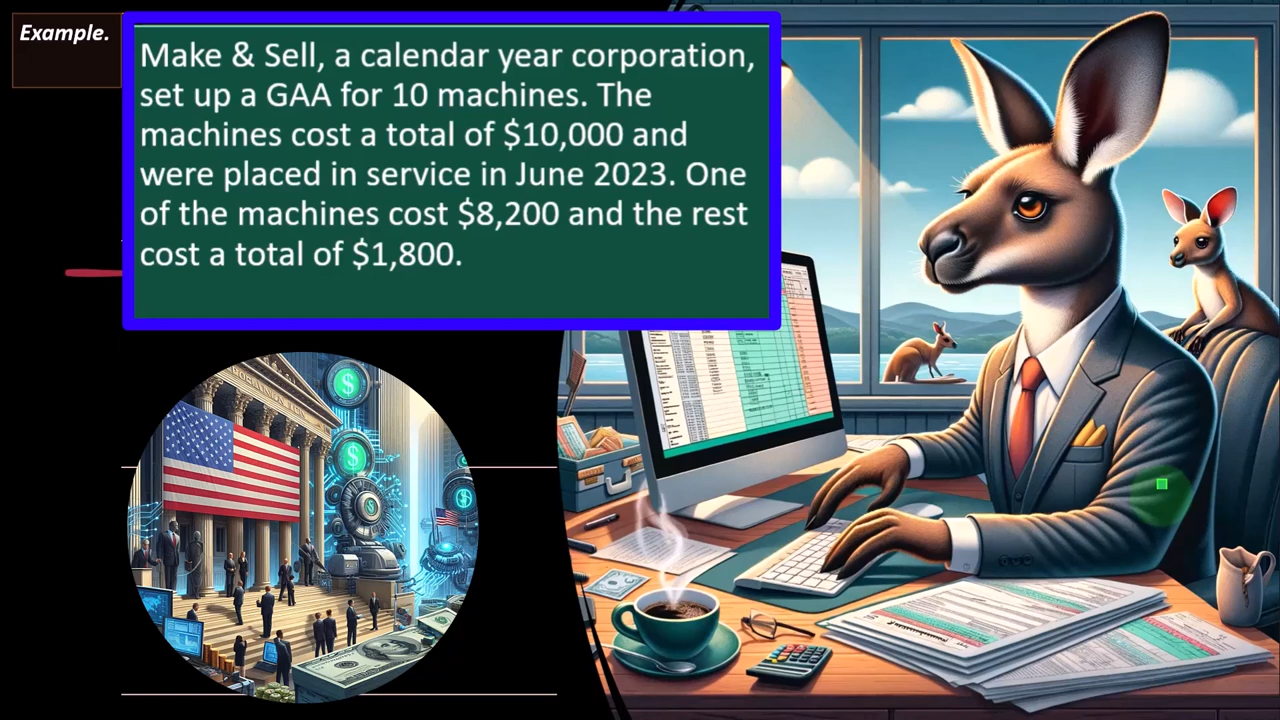 Example.
Make & Sell, a calendar year corporation,
set up a GAA for 10 machines. The
machines cost a total of $10,000 and
were placed in service in June 2023. One
of the machines cost $8,200 and the rest
cost a total of $1,800.